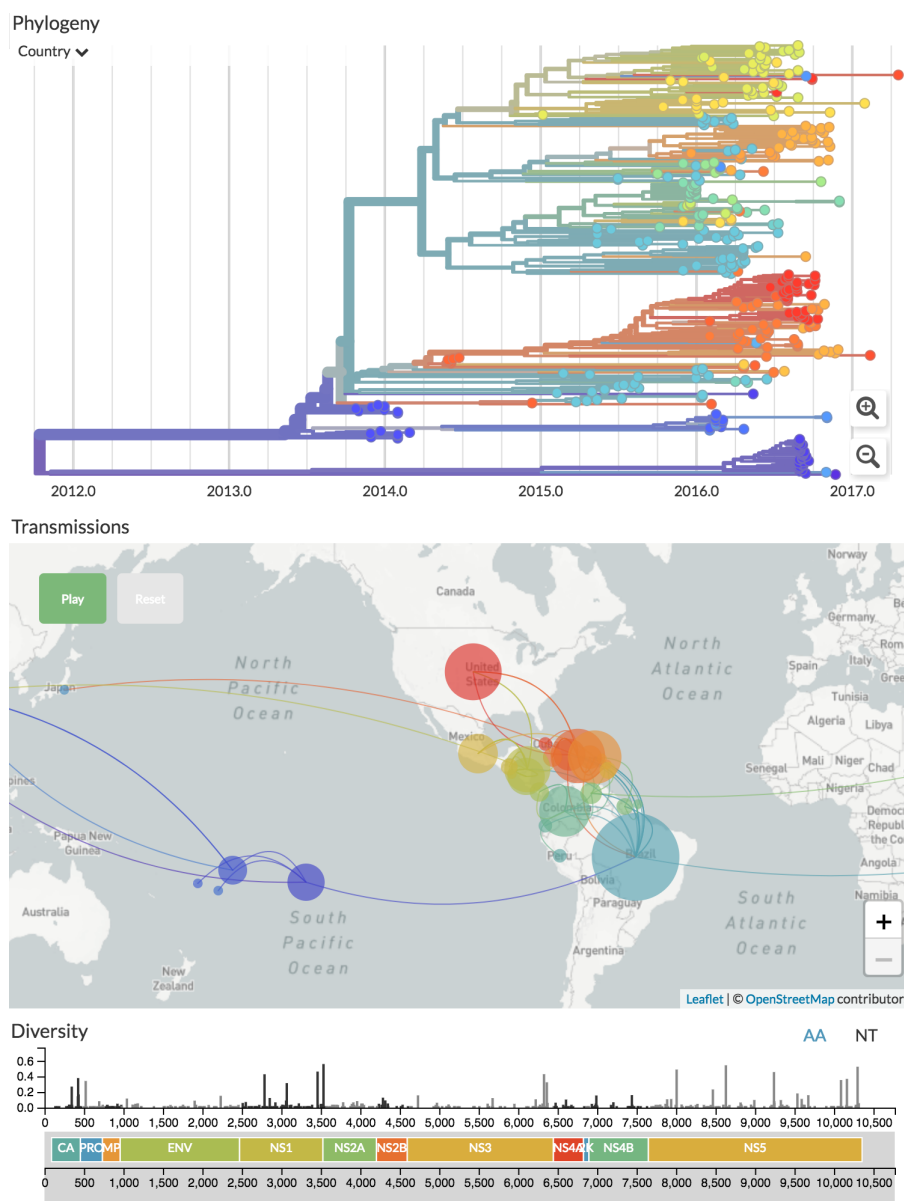 Phylogeny
Country
2012.0 2013.0 2014.0 2015.0 2016.0 2017.0
Transmissions
Play Reset
Norway
Canada
Germany
North Pacific Ocean
North Atlantic Ocean
United States
Spain
Italy
Japan
Tunisia
Algeria
Libya
Mexico
Mali
Niger
Chad
Senegal
Nigeria
Colombia
Papua New Guinea
Peru
Brazil
Angola
Bolivia
Namibia
Paraguay
Australia
South Pacific Ocean
South Atlantic Ocean
Argentina
New Zealand
+
−
Leaflet | © OpenStreetMap contributor
Diversity
AA NT
0.6
0.4
0.2
0.0
0 500 1,000 1,500 2,000 2,500 3,000 3,500 4,000 4,500 5,000 5,500 6,000 6,500 7,000 7,500 8,000 8,500 9,000 9,500 10,000 10,500
CA PRO MP ENV NS1 NS2A NS2B NS3 NS4A 2K NS4B NS5
0 500 1,000 1,500 2,000 2,500 3,000 3,500 4,000 4,500 5,000 5,500 6,000 6,500 7,000 7,500 8,000 8,500 9,000 9,500 10,000 10,500